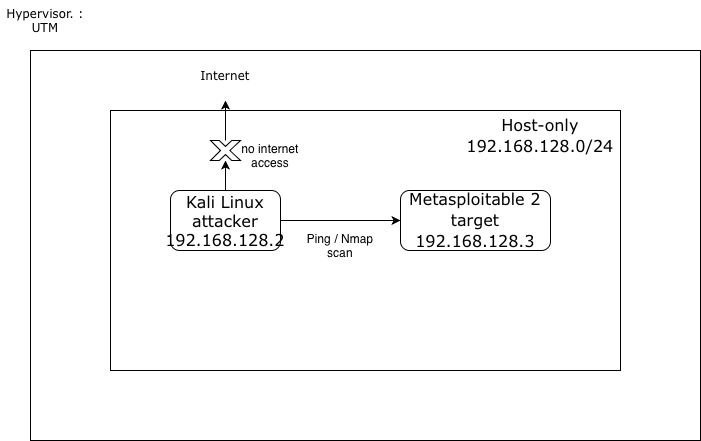 Hypervisor. :
UTM
Internet
Host-only
192.168.128.0/24
no internet
access
Kali Linux
attacker
192.168.128.2
Ping / Nmap
scan
Metasploitable 2
target
192.168.128.3